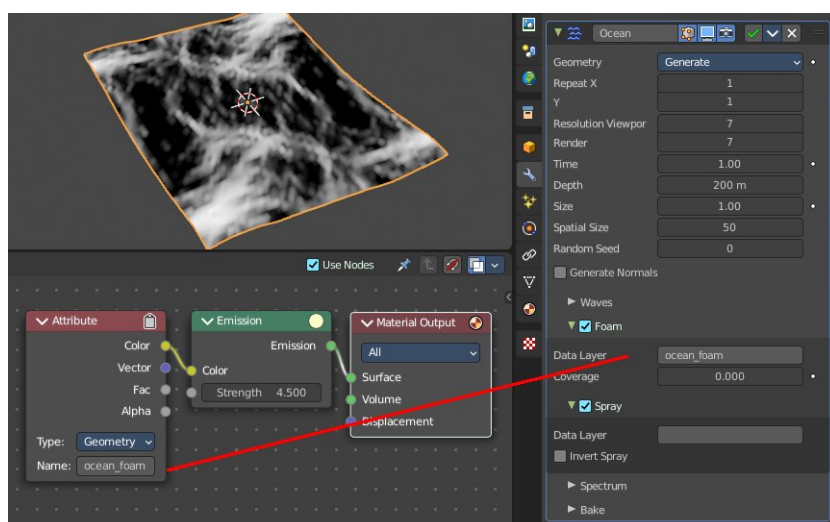 Ocean
Geometry Generate
Repeat X 1
Y 1
Resolution Viewpor 7
Render 7
Time 1.00
Depth 200 m
Size 1.00
Spatial Size 50
Random Seed 0
Generate Normals
Waves
Foam
Data Layer ocean_foam
Coverage 0.000
Spray
Data Layer
Invert Spray
Spectrum
Bake
Use Nodes
Attribute
Color
Vector
Fac
Alpha
Type: Geometry
Name: ocean_foam
Emission
Emission
Color
Strength 4.500
Material Output
All
Surface
Volume
Displacement